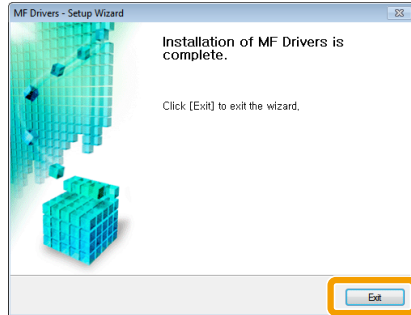 MF Drivers - Setup Wizard
Installation of MF Drivers is
complete.
Click [Exit] to exit the wizard.
Exit